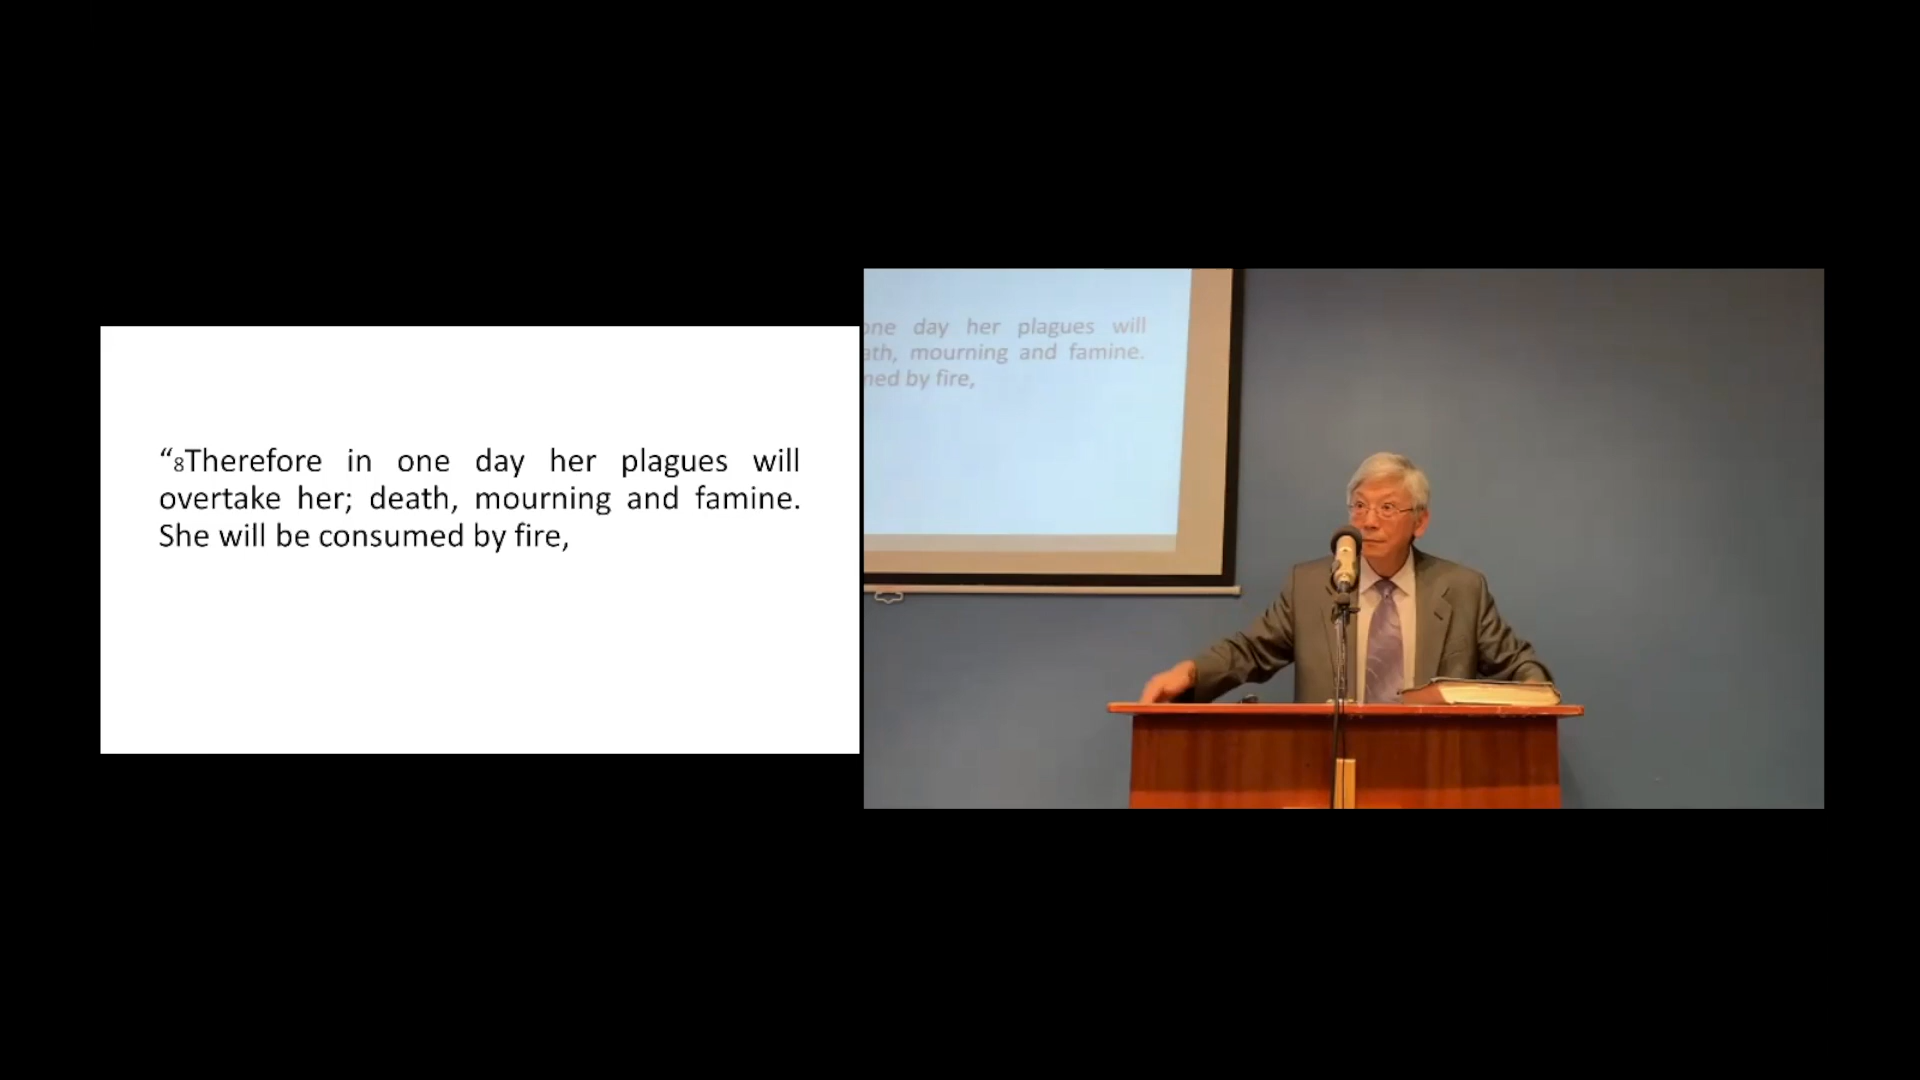 “8Therefore in one day her plagues will
overtake her; death, mourning and famine.
She will be consumed by fire,
one day her plagues will
ath, mourning and famine.
ned by fire,